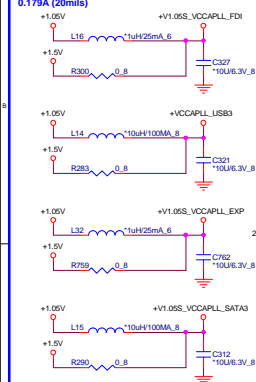 0.179A (20mils)
+1.05V +V1.05S_VCCAPLL_FDI
L16 *1uH/25mA_6
+1.5V
C327
*10U/6.3V_8
R300 0_8
B
+1.05V +VCCAPLL_USB3
L14 *10uH/100MA_8
+1.5V
C321
*10U/6.3V_8
R283 0_8
+1.05V +V1.05S_VCCAPLL_EXP
2
L32 *1uH/25mA_6
+1.5V
C762
*10U/6.3V_8
R759 0_8
+1.05V +V1.05S_VCCAPLL_SATA3
L15 *10uH/100MA_8
+1.5V
C312
*10U/6.3V_8
R290 0_8